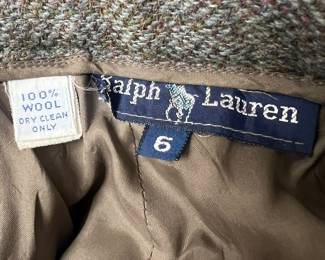 100%
WOOL
DRY CLEAN
ONLY
Ralph Lauren
6